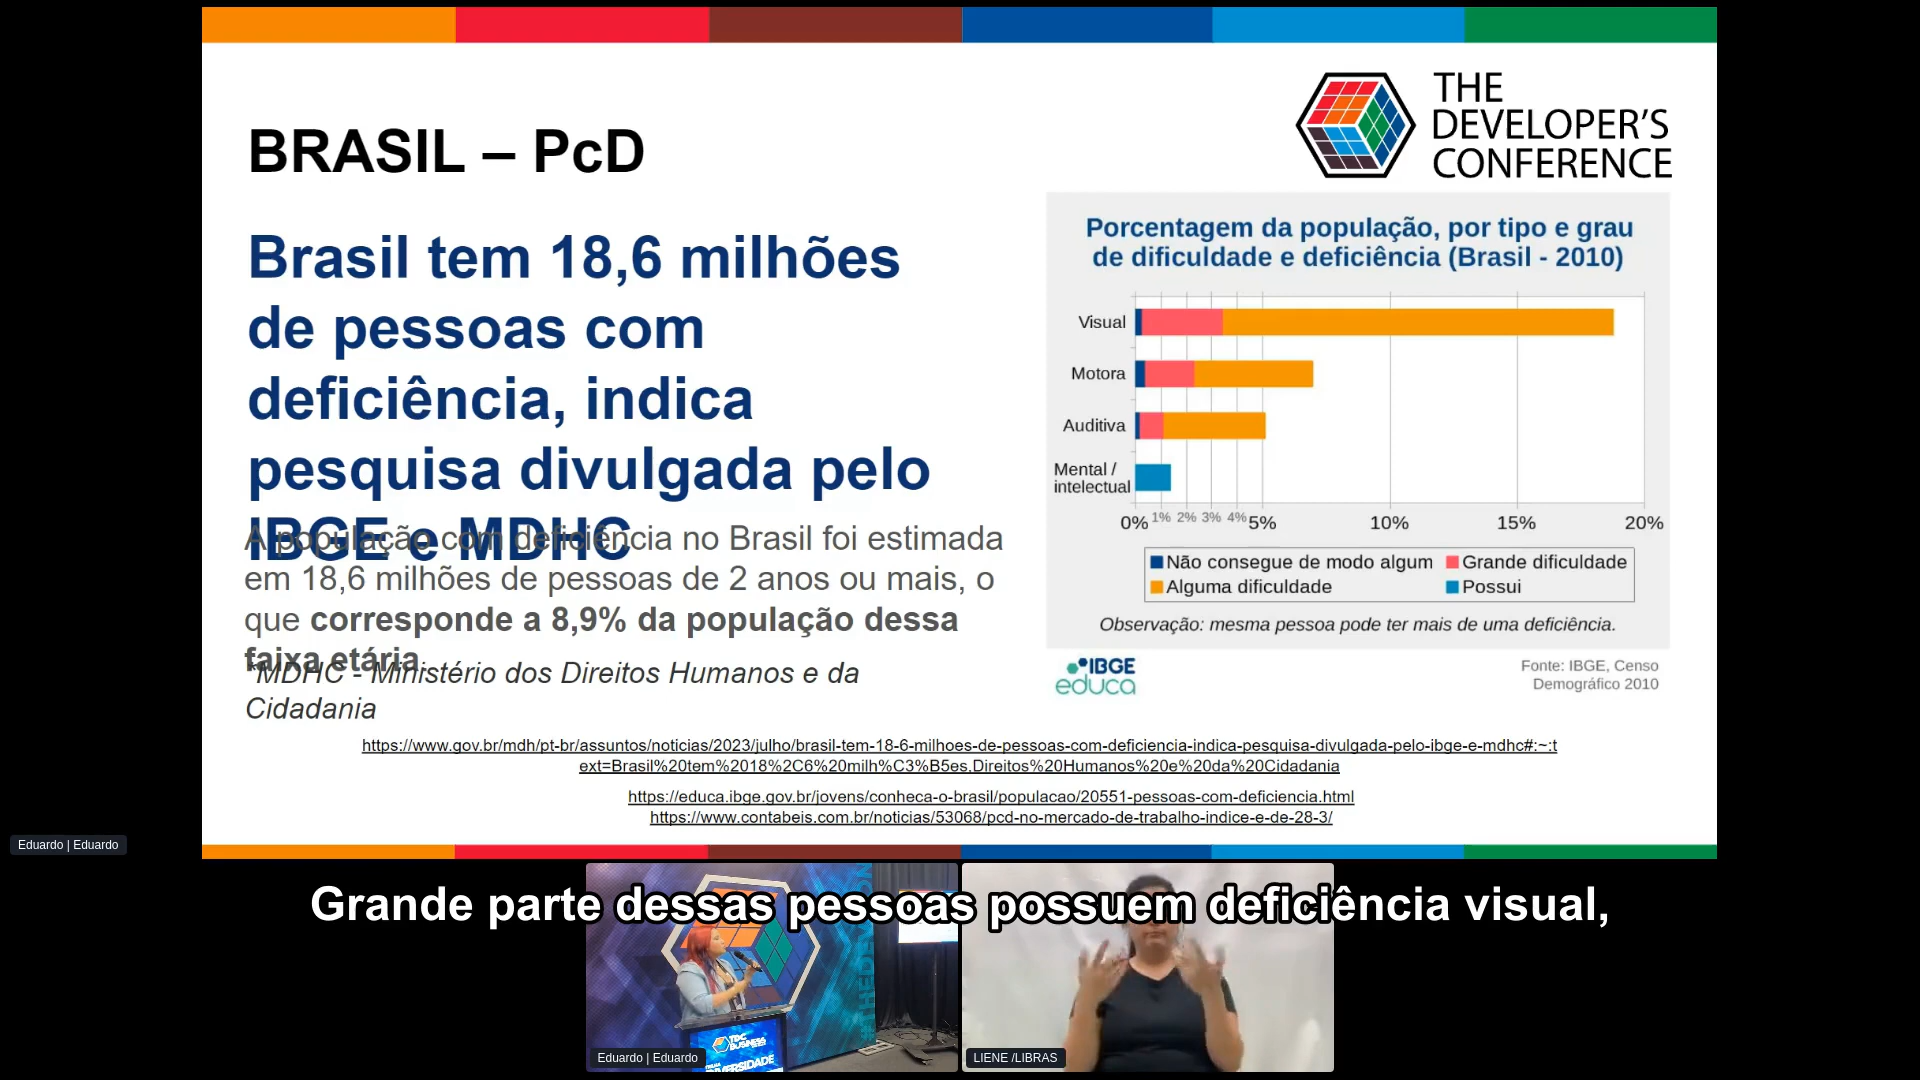 THE
DEVELOPER'S
CONFERENCE
BRASIL – PcD
Brasil tem 18,6 milhões
de pessoas com
deficiência, indica
pesquisa divulgada pelo
IBGE e MDHC
A população com deficiência no Brasil foi estimada
em 18,6 milhões de pessoas de 2 anos ou mais, o
que corresponde a 8,9% da população dessa
faixa etária.
*MDHC - Ministério dos Direitos Humanos e da
Cidadania
Porcentagem da população, por tipo e grau
de dificuldade e deficiência (Brasil - 2010)
Visual
Motora
Auditiva
Mental /
intelectual
0% 1% 2% 3% 4% 5% 10% 15% 20%
Não consegue de modo algum Grande dificuldade
Alguma dificuldade Possui
Observação: mesma pessoa pode ter mais de uma deficiência.
IBGE
educa
Fonte: IBGE, Censo
Demográfico 2010
https://www.gov.br/mdh/pt-br/assuntos/noticias/2023/julho/brasil-tem-18-6-milhoes-de-pessoas-com-deficiencia-indica-pesquisa-divulgada-pelo-ibge-e-mdhc#:~:t
ext=Brasil%20tem%2018%2C6%20milh%C3%B5es,Direitos%20Humanos%20e%20da%20Cidadania
https://educa.ibge.gov.br/jovens/conheca-o-brasil/populacao/20551-pessoas-com-deficiencia.html
https://www.contabeis.com.br/noticias/53068/pcd-no-mercado-de-trabalho-indice-e-de-28-3/
Eduardo | Eduardo
Grande parte dessas pessoas possuem deficiência visual,
TDC
BUSINESS
Eduardo | Eduardo
LIENE /LIBRAS